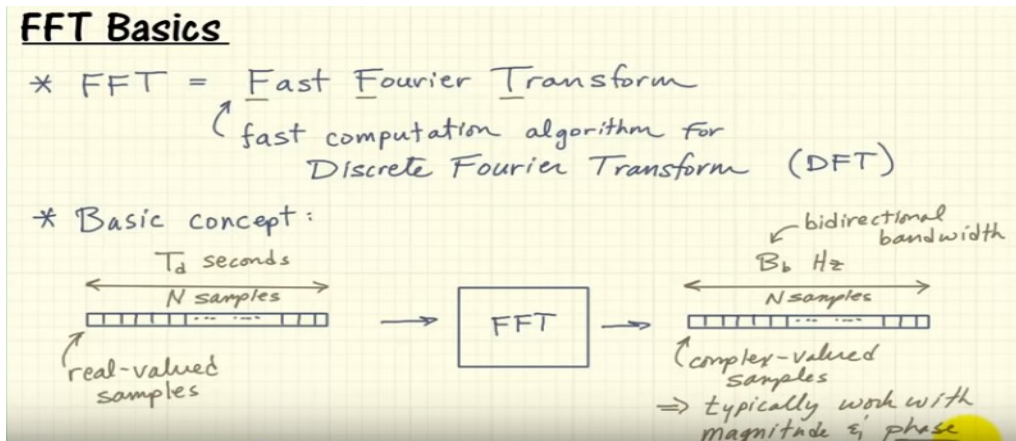 FFT Basics
* FFT = Fast Fourier Transform
fast computation algorithm for
Discrete Fourier Transform (DFT)
* Basic concept:
bidirectional
bandwidth
Td seconds
Bb Hz
N samples
N samples
FFT
real-valued
samples
complex-valued
samples
⇒ typically work with
magnitude & phase